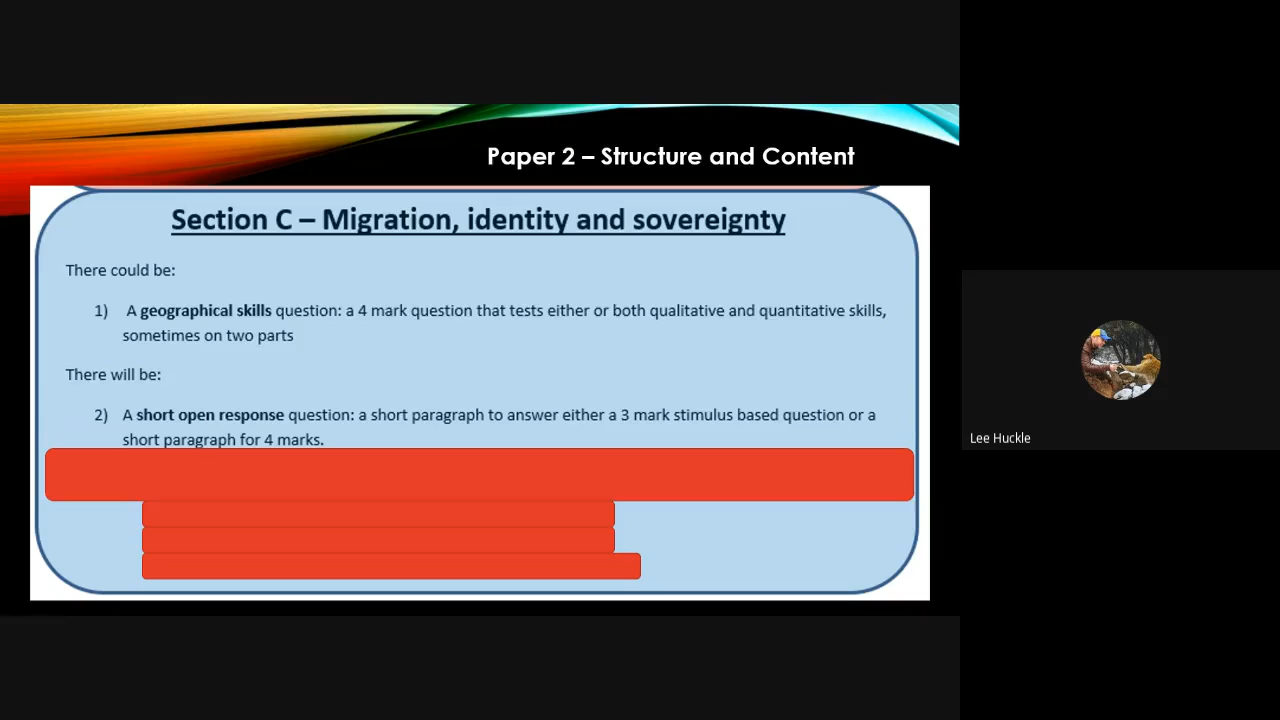 Paper 2 – Structure and Content
Section C – Migration, identity and sovereignty
There could be:
1) A geographical skills question: a 4 mark question that tests either or both qualitative and quantitative skills,
sometimes on two parts
There will be:
2) A short open response question: a short paragraph to answer either a 3 mark stimulus based question or a
short paragraph for 4 marks.
Lee Huckle